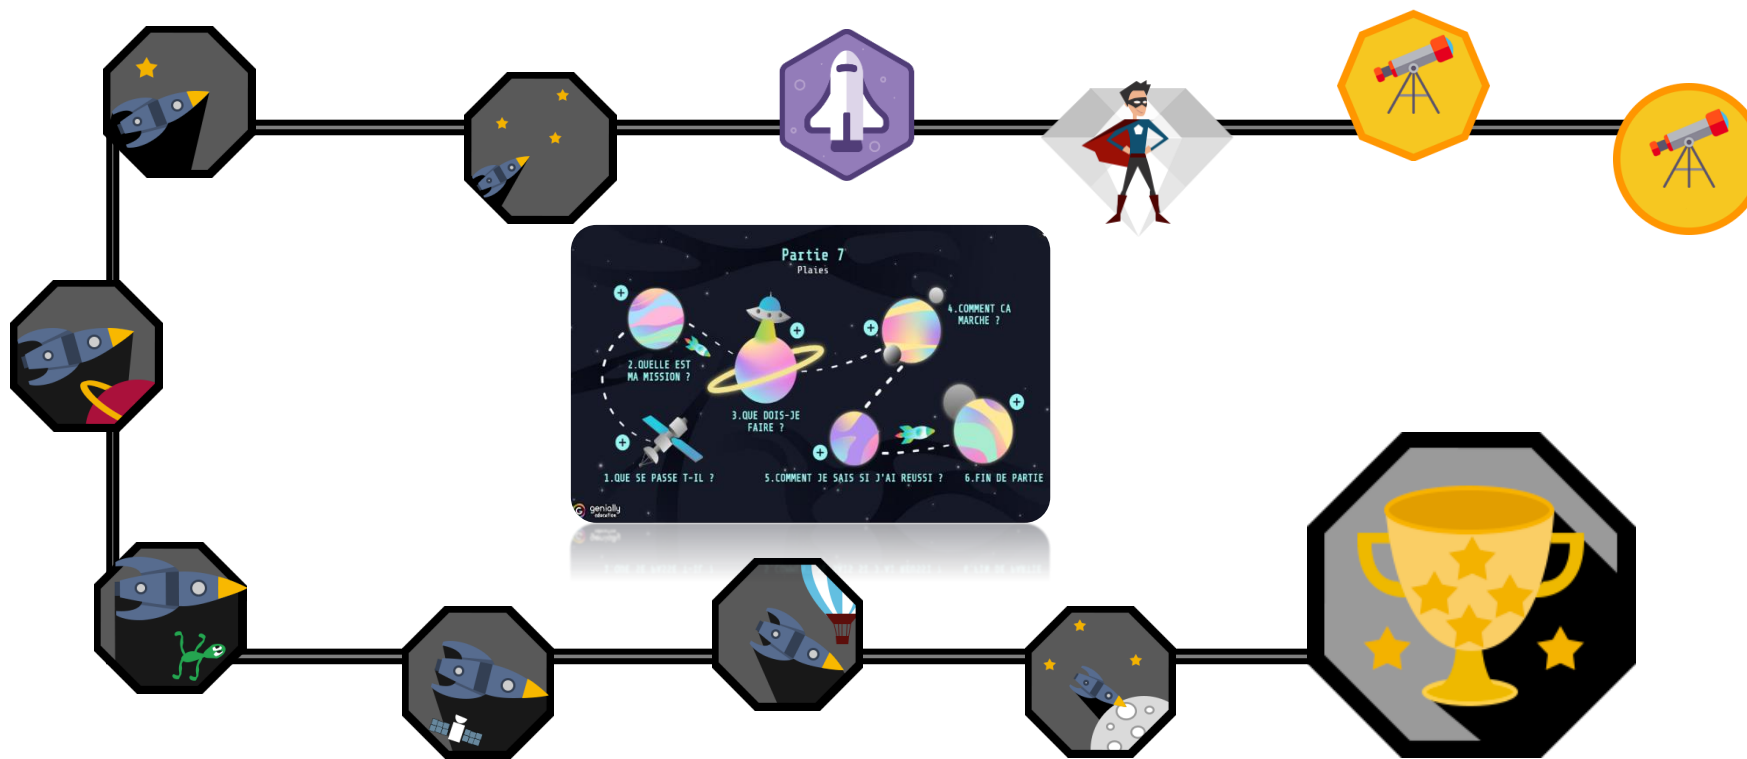 Partie 7
Plaies
4.COMMENT CA
MARCHE ?
2.QUELLE EST
MA MISSION ?
3.QUE DOIS-JE
FAIRE ?
1.QUE SE PASSE T-IL ?
5.COMMENT JE SAIS SI J'AI REUSSI ?
6.FIN DE PARTIE
genially
education